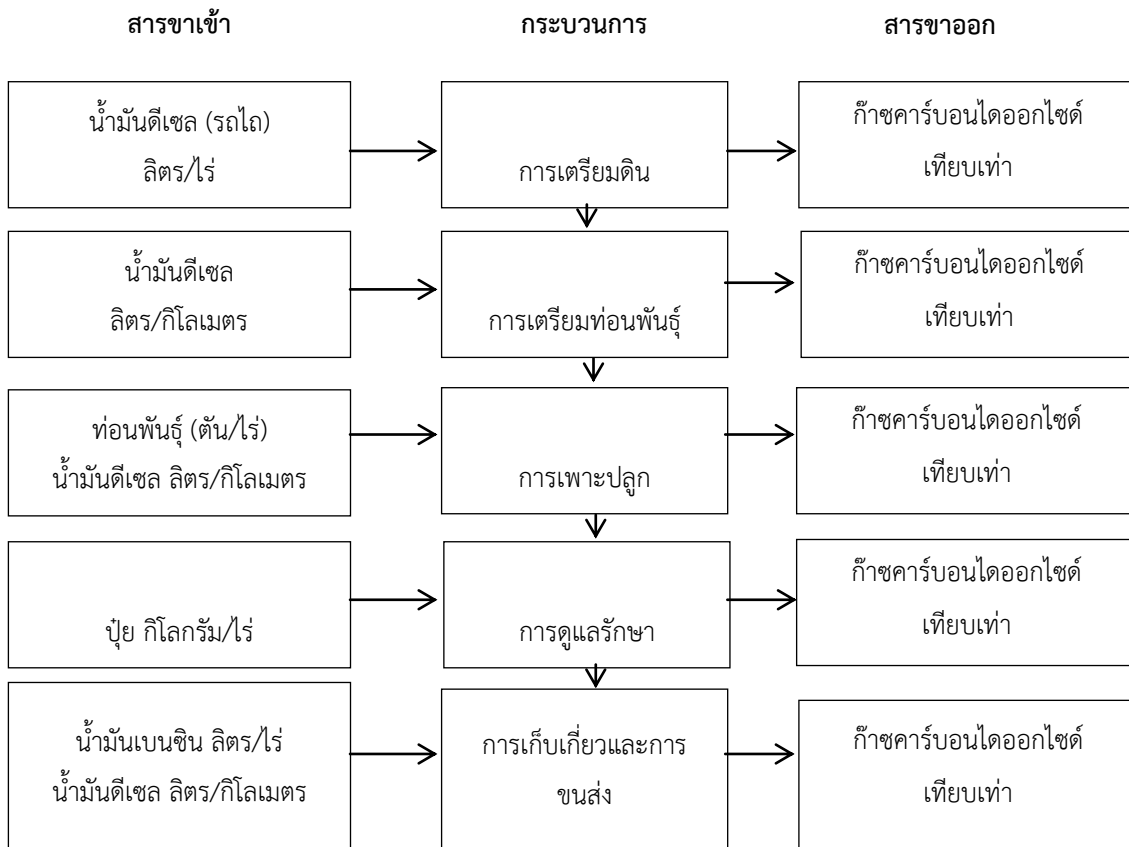 สารขาเข้า
กระบวนการ
สารขาออก
น้ำมันดีเซล (รถไถ)
ลิตร/ไร่
การเตรียมดิน
ก๊าซคาร์บอนไดออกไซด์
เทียบเท่า
น้ำมันดีเซล
ลิตร/กิโลเมตร
การเตรียมท่อนพันธุ์
ก๊าซคาร์บอนไดออกไซด์
เทียบเท่า
ท่อนพันธุ์ (ตัน/ไร่)
น้ำมันดีเซล ลิตร/กิโลเมตร
การเพาะปลูก
ก๊าซคาร์บอนไดออกไซด์
เทียบเท่า
ปุ๋ย กิโลกรัม/ไร่
การดูแลรักษา
ก๊าซคาร์บอนไดออกไซด์
เทียบเท่า
น้ำมันเบนซิน ลิตร/ไร่
น้ำมันดีเซล ลิตร/กิโลเมตร
การเก็บเกี่ยวและการ
ขนส่ง
ก๊าซคาร์บอนไดออกไซด์
เทียบเท่า